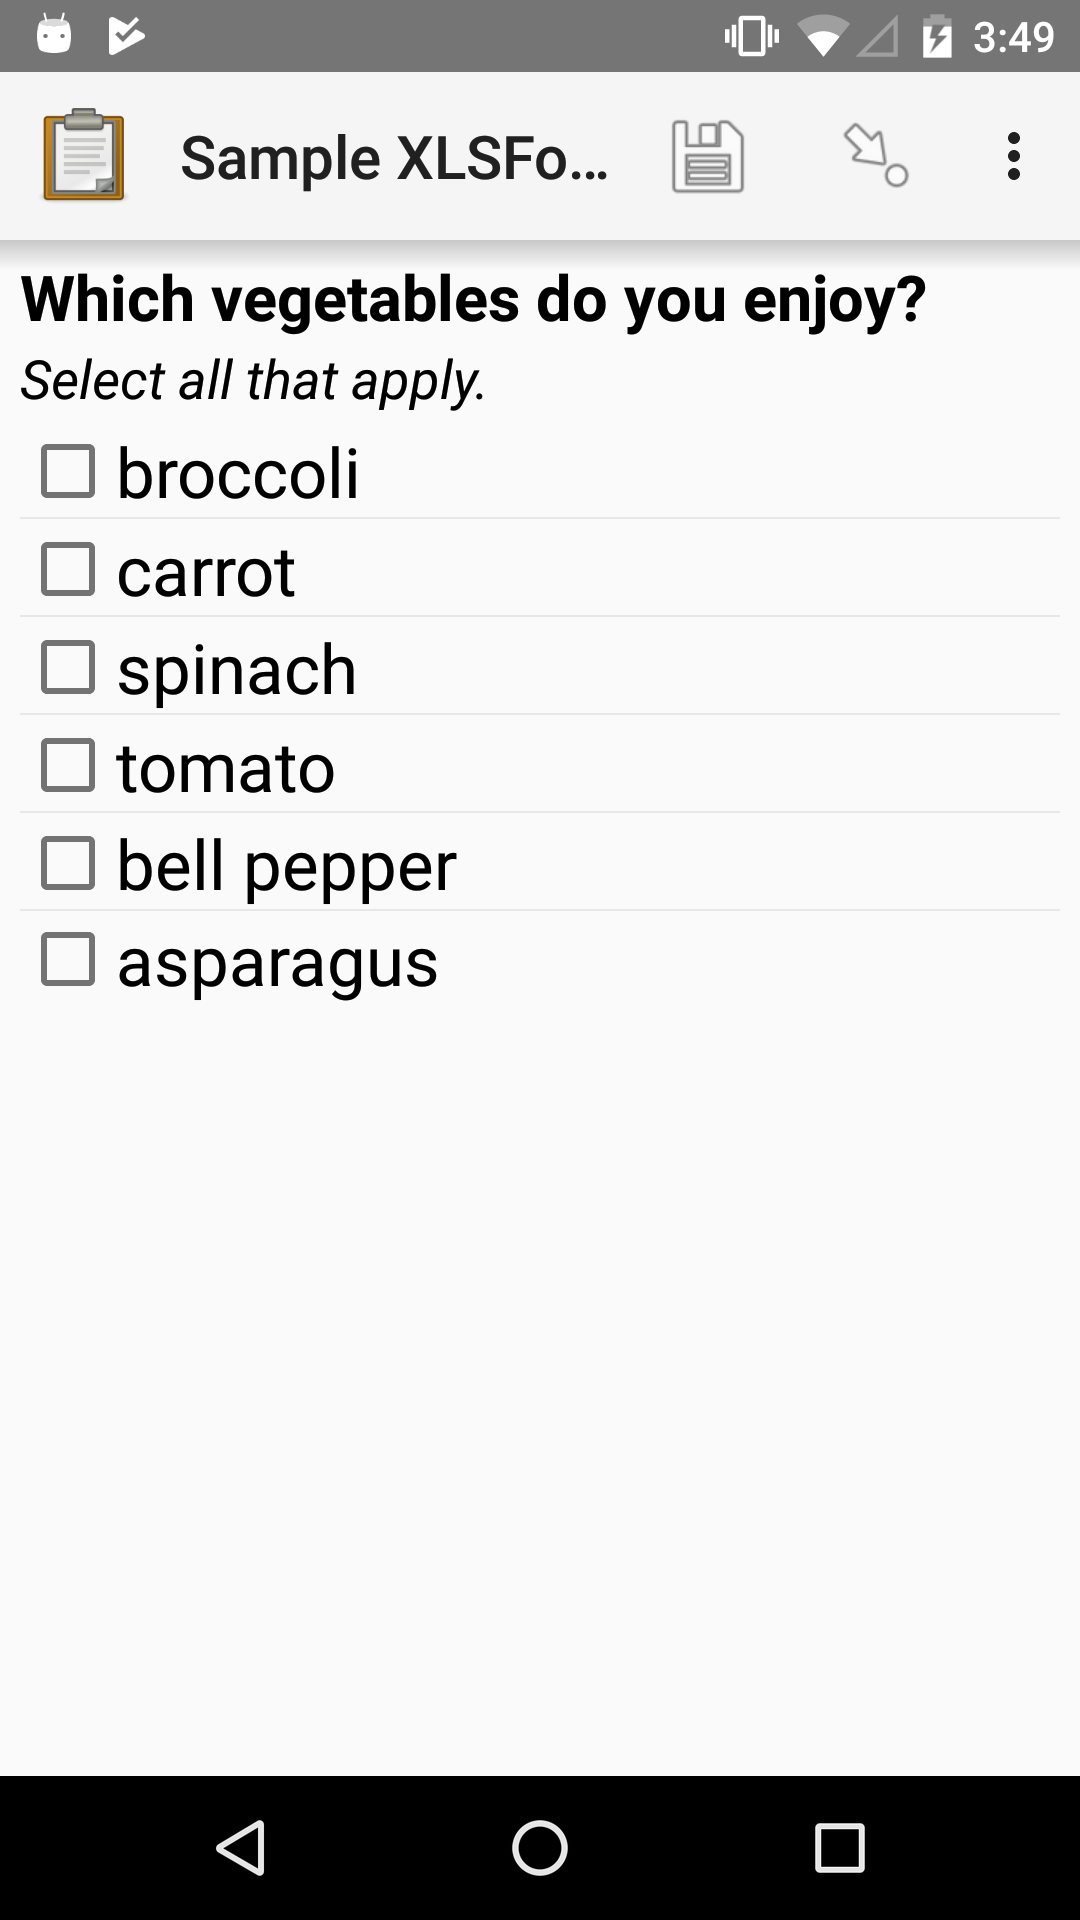 3:49
Sample XLSFo...
Which vegetables do you enjoy?
Select all that apply.
broccoli
carrot
spinach
tomato
bell pepper
asparagus